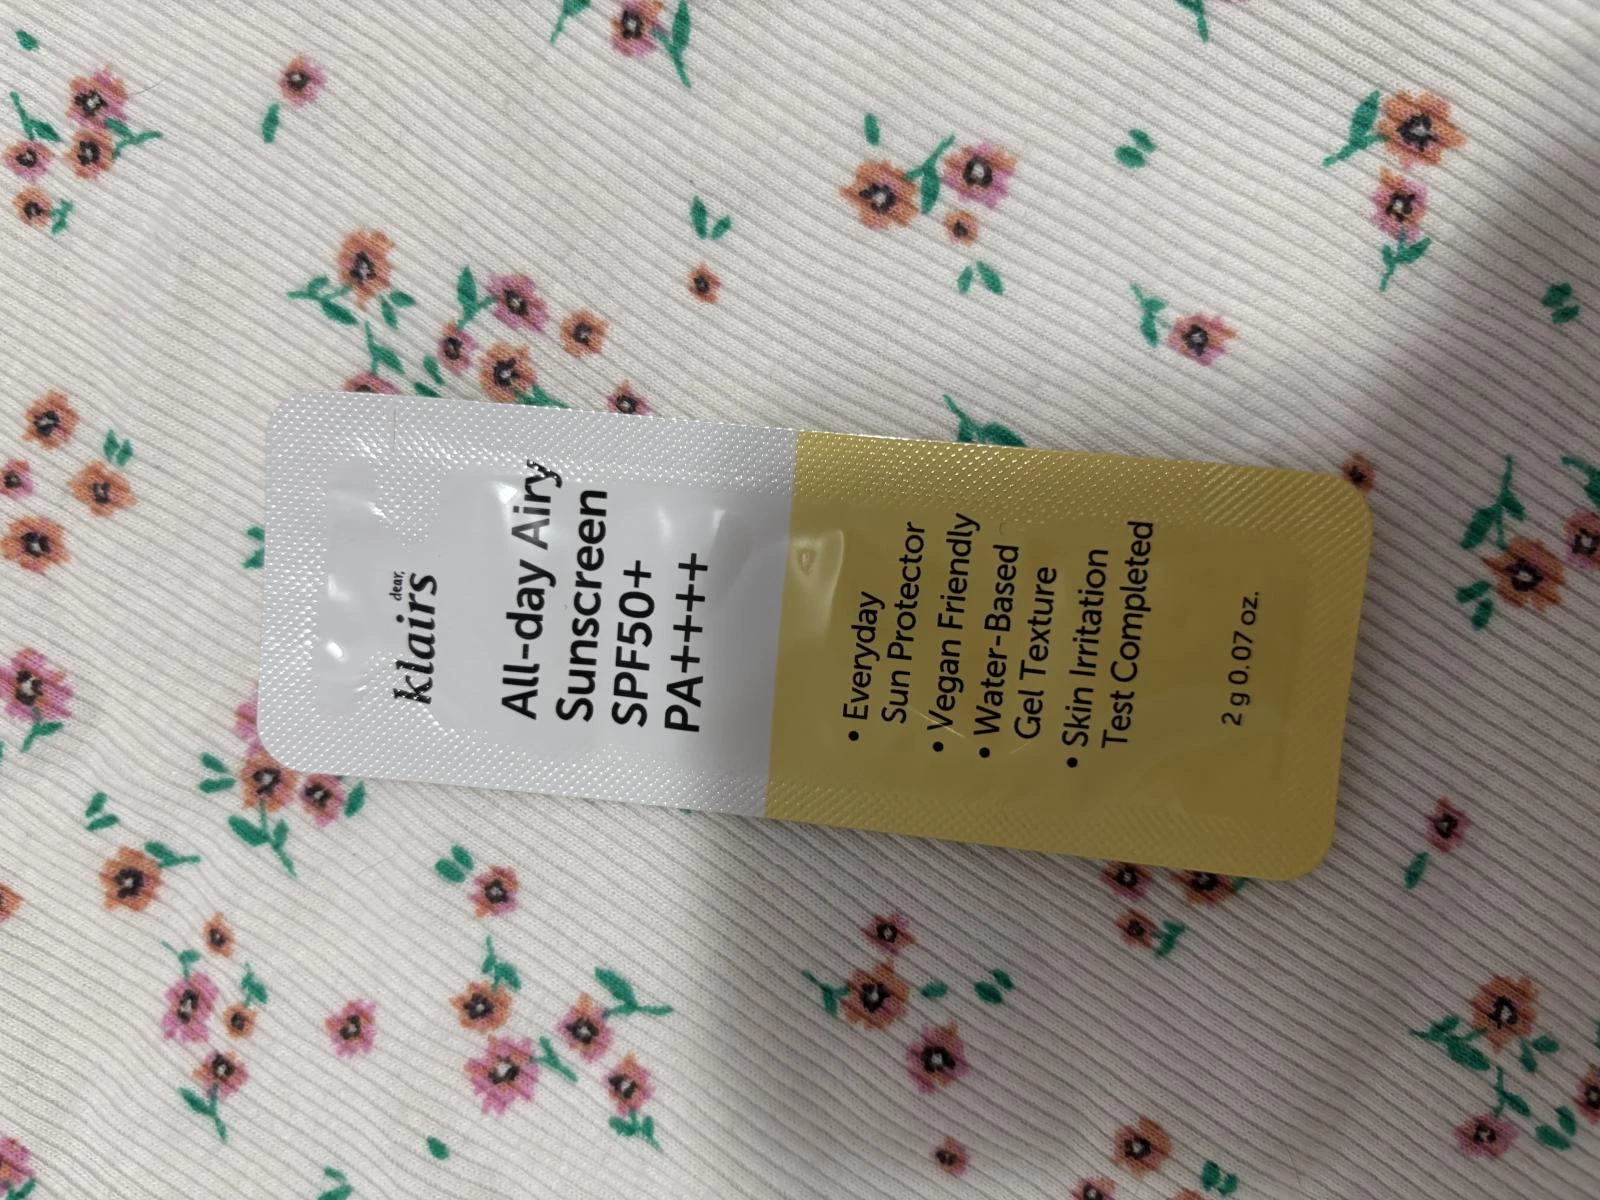 dear,
klairs
All-day Airy
Sunscreen
SPF50+
PA++++
• Everyday
Sun Protector
• Vegan Friendly
• Water-Based
Gel Texture
• Skin Irritation
Test Completed
2 g 0.07 oz.